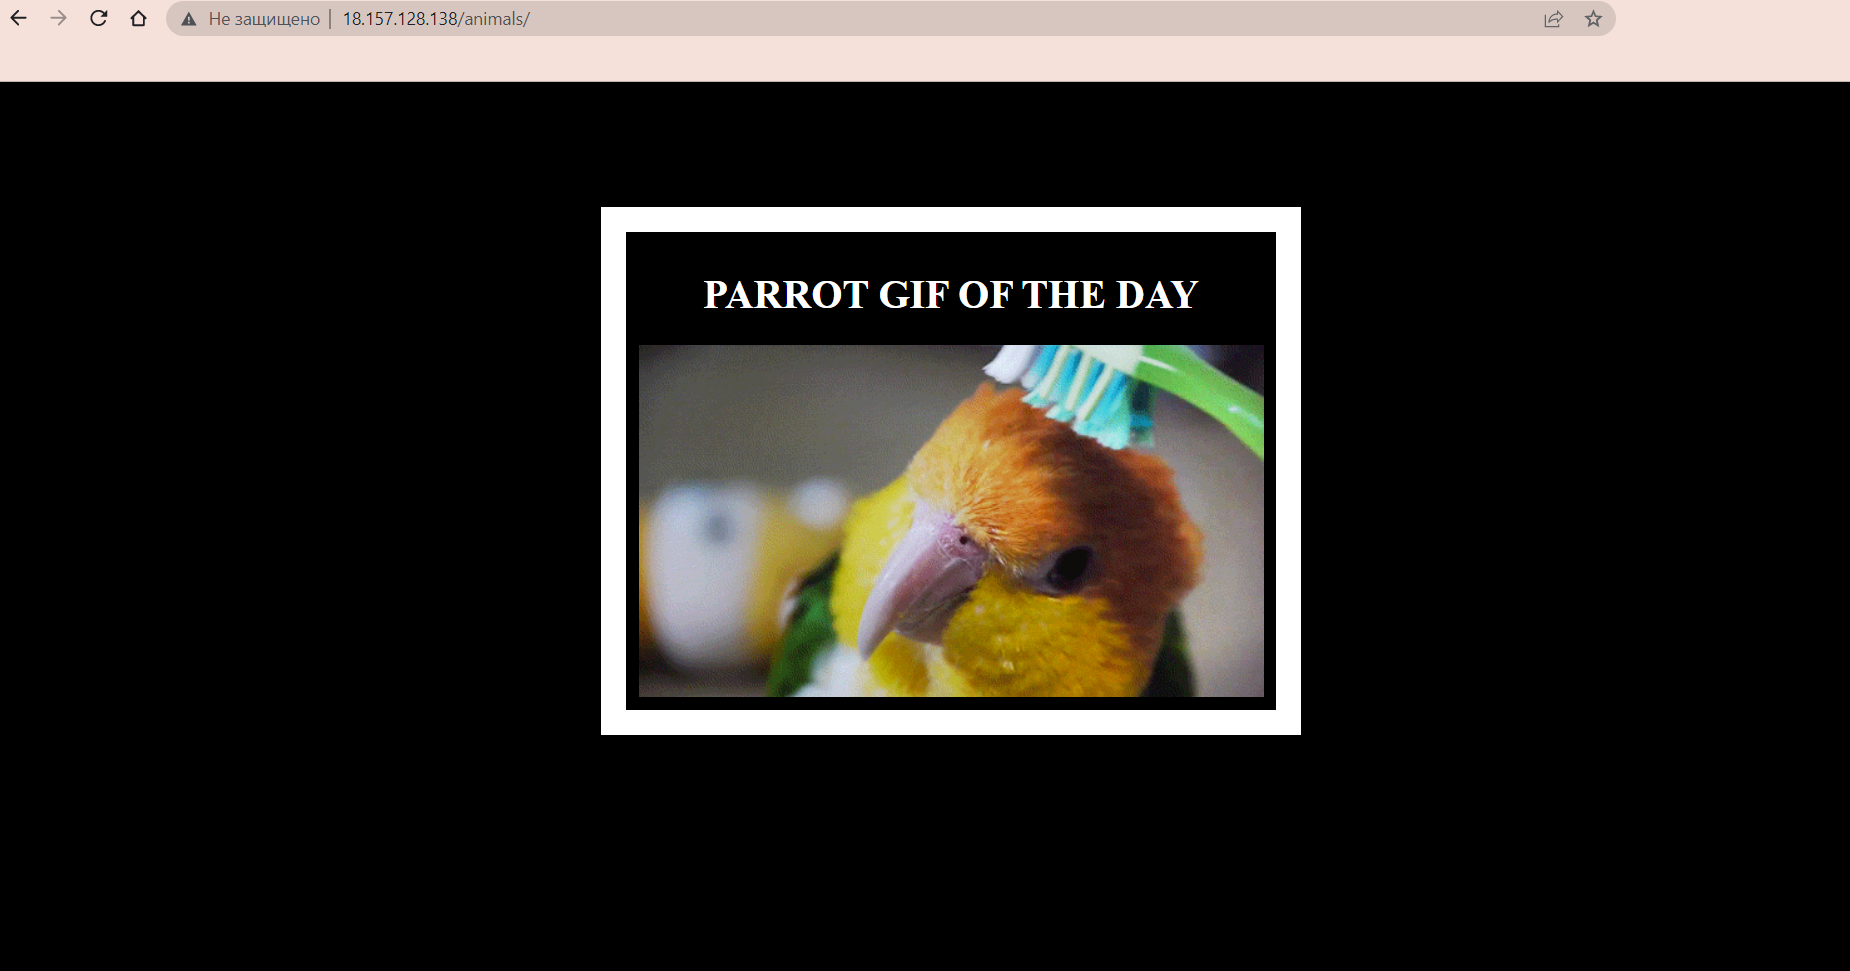 Не защищено | 18.157.128.138/animals/
PARROT GIF OF THE DAY